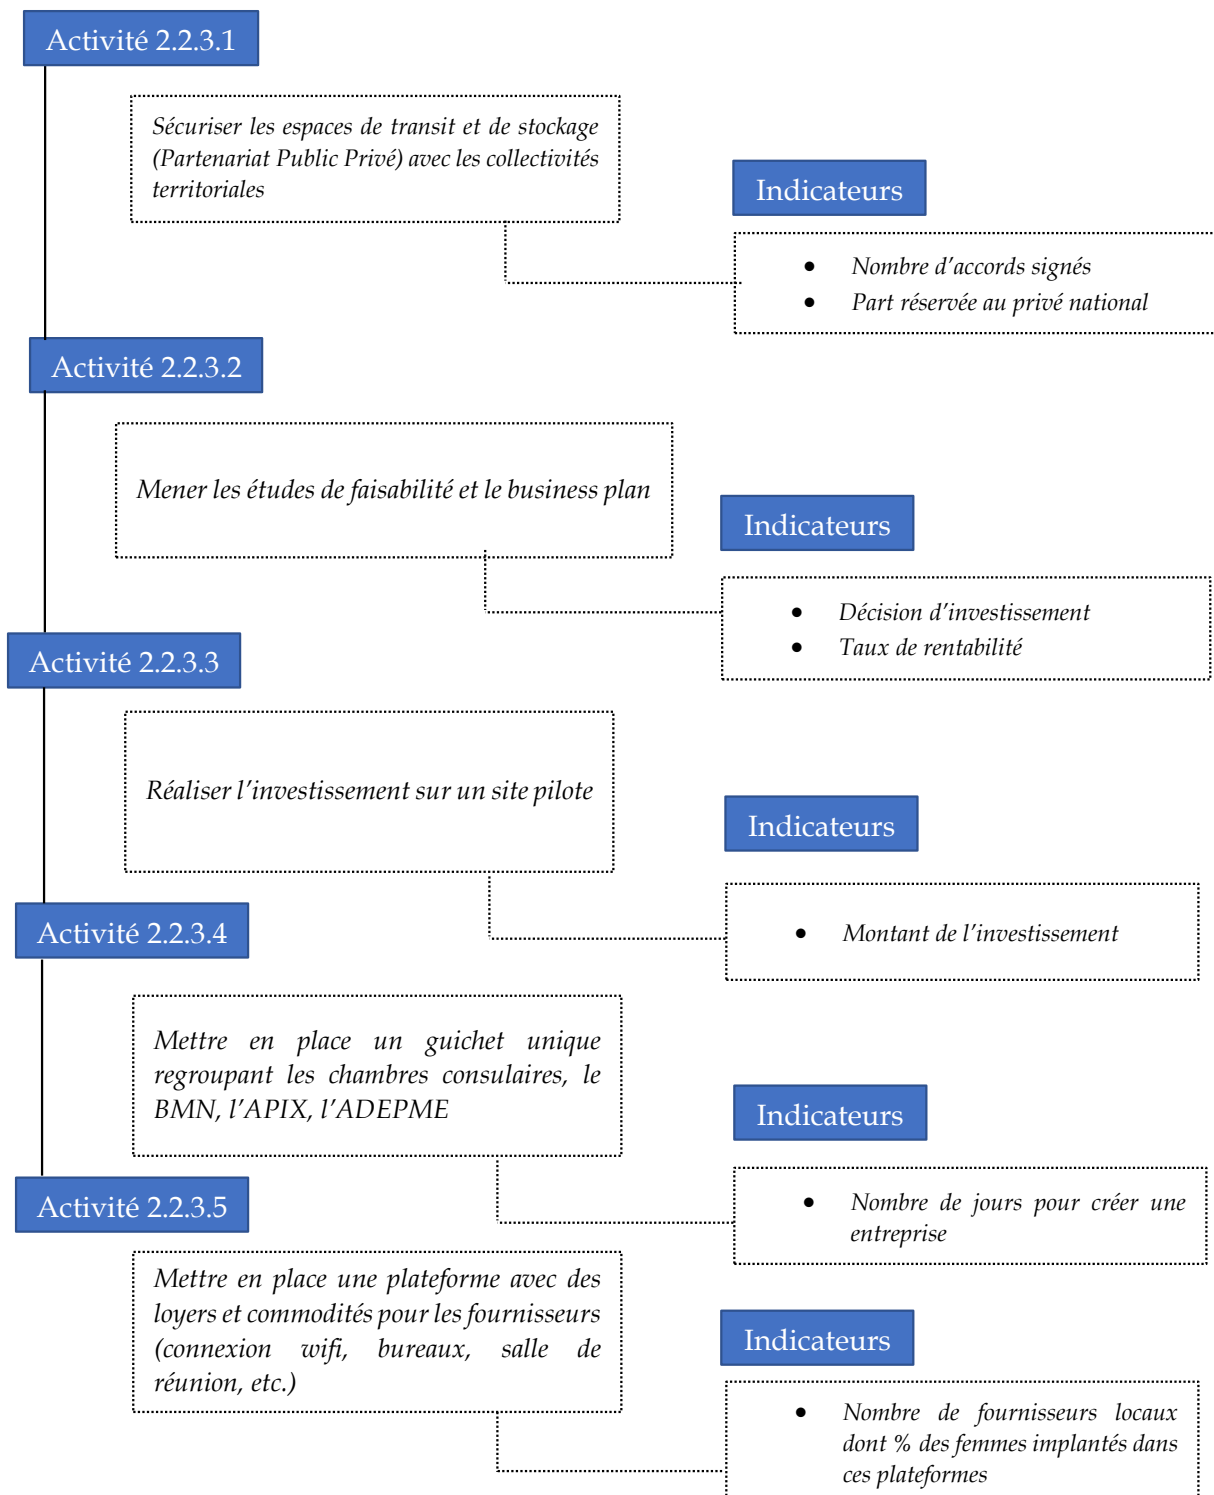 Activité 2.2.3.1
Sécuriser les espaces de transit et de stockage
(Partenariat Public Privé) avec les collectivités
territoriales
Indicateurs
• Nombre d’accords signés
• Part réservée au privé national
Activité 2.2.3.2
Mener les études de faisabilité et le business plan
Indicateurs
• Décision d’investissement
• Taux de rentabilité
Activité 2.2.3.3
Réaliser l’investissement sur un site pilote
Indicateurs
• Montant de l’investissement
Activité 2.2.3.4
Mettre en place un guichet unique
regroupant les chambres consulaires, le
BMN, l’APIX, l’ADEPME
Indicateurs
• Nombre de jours pour créer une
entreprise
Activité 2.2.3.5
Mettre en place une plateforme avec des
loyers et commodités pour les fournisseurs
(connexion wifi, bureaux, salle de
réunion, etc.)
Indicateurs
• Nombre de fournisseurs locaux
dont % des femmes implantés dans
ces plateformes